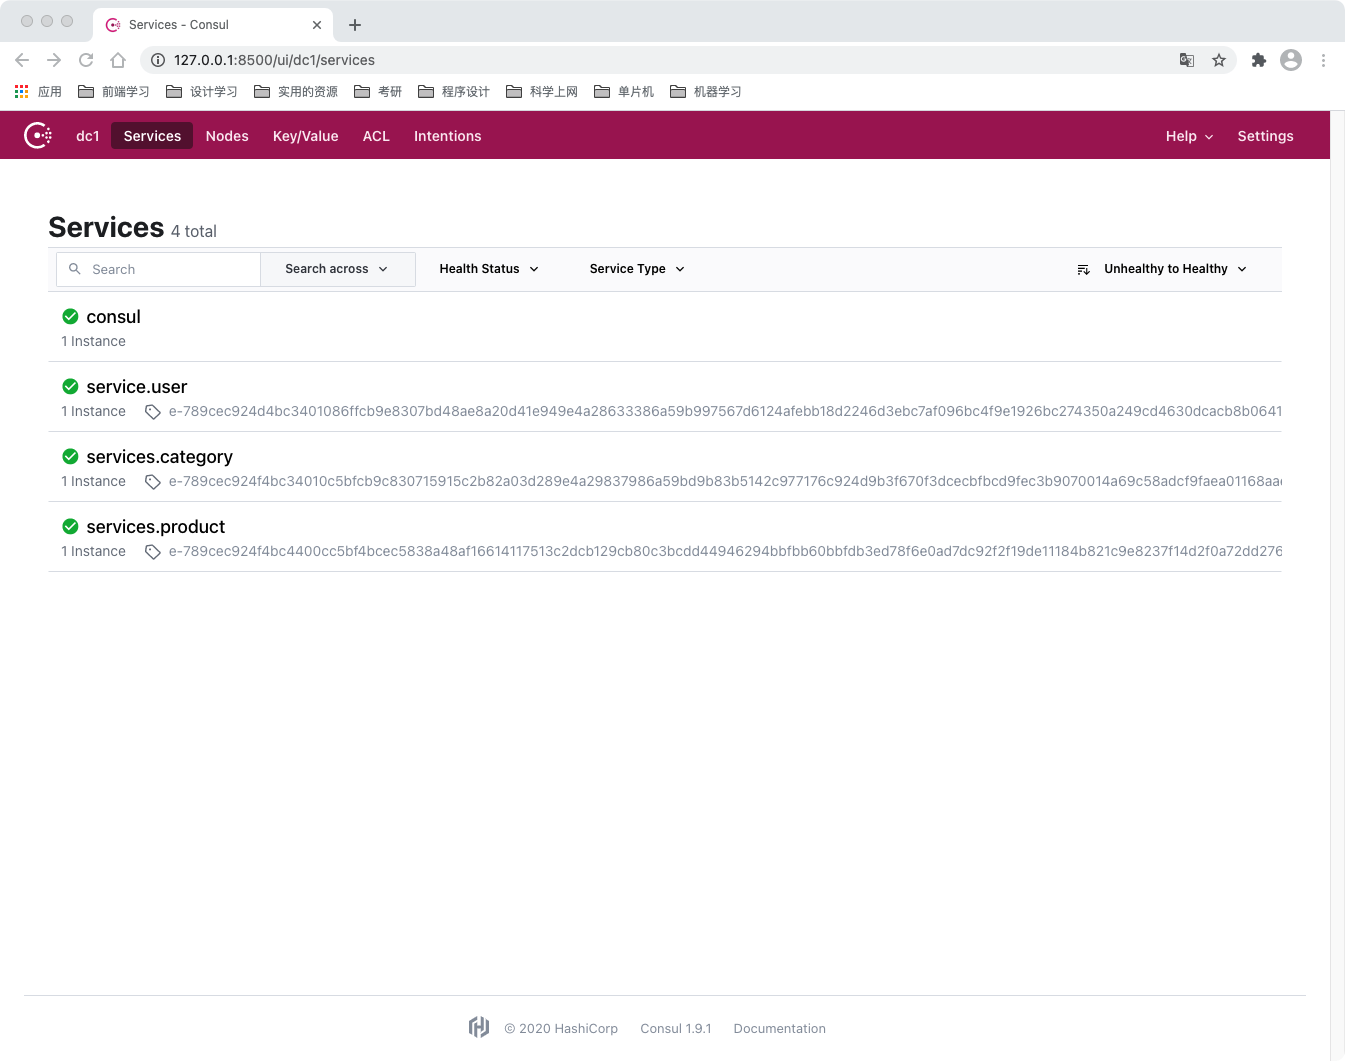 Services - Consul
127.0.0.1:8500/ui/dc1/services
应用 前端学习 设计学习 实用的资源 考研 程序设计 科学上网 单片机 机器学习
dc1 Services Nodes Key/Value ACL Intentions Help Settings
Services 4 total
Search Search across Health Status Service Type Unhealthy to Healthy
consul
1 Instance
service.user
1 Instance e-789cec924d4bc3401086ffcb9e8307bd48ae8a20d41e949e4a28633386a59b997567d6124afebb18d2246d3ebc7af096bc4f9e1926bc274350a249cd4630dcacb8b0641
services.category
1 Instance e-789cec924f4bc34010c5bfcb9c830715915c2b82a03d289e4a29837986a59bd9b83b5142c977176c924d9b3f670f3dcecbfbcd9fec3b9070014a69c58adcf9faea01168aa
services.product
1 Instance e-789cec924f4bc4400cc5bf4bcec5838a48af16614117513c2dcb129cb80c3bcdd44946294bbfbb60bbfdb3ed78f6e0ad7dc92f2f19de11184b821c9e8237f14d2f0a72dd276
© 2020 HashiCorp Consul 1.9.1 Documentation